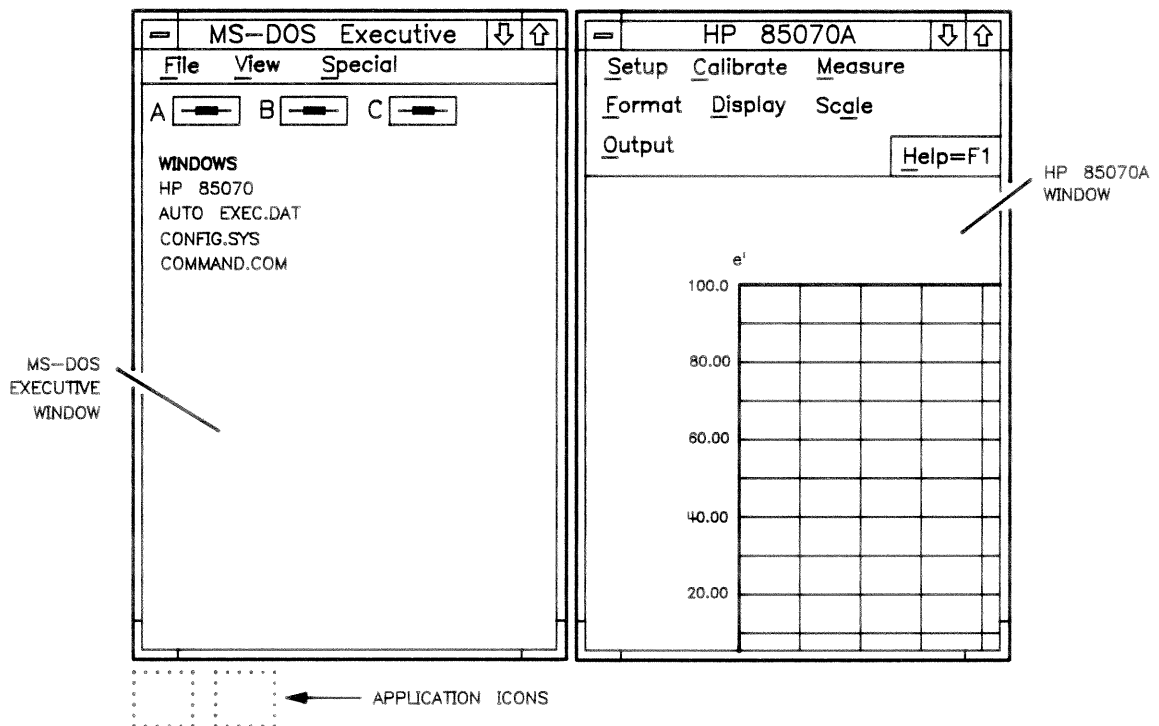 MS-DOS Executive
File View Special
A B C
WINDOWS
HP 85070
AUTO EXEC.DAT
CONFIG.SYS
COMMAND.COM
MS-DOS
EXECUTIVE
WINDOW
HP 85070A
Setup Calibrate Measure
Format Display Scale
Output
Help=F1
HP 85070A
WINDOW
e'
100.0
80.00
60.00
40.00
20.00
APPLICATION ICONS